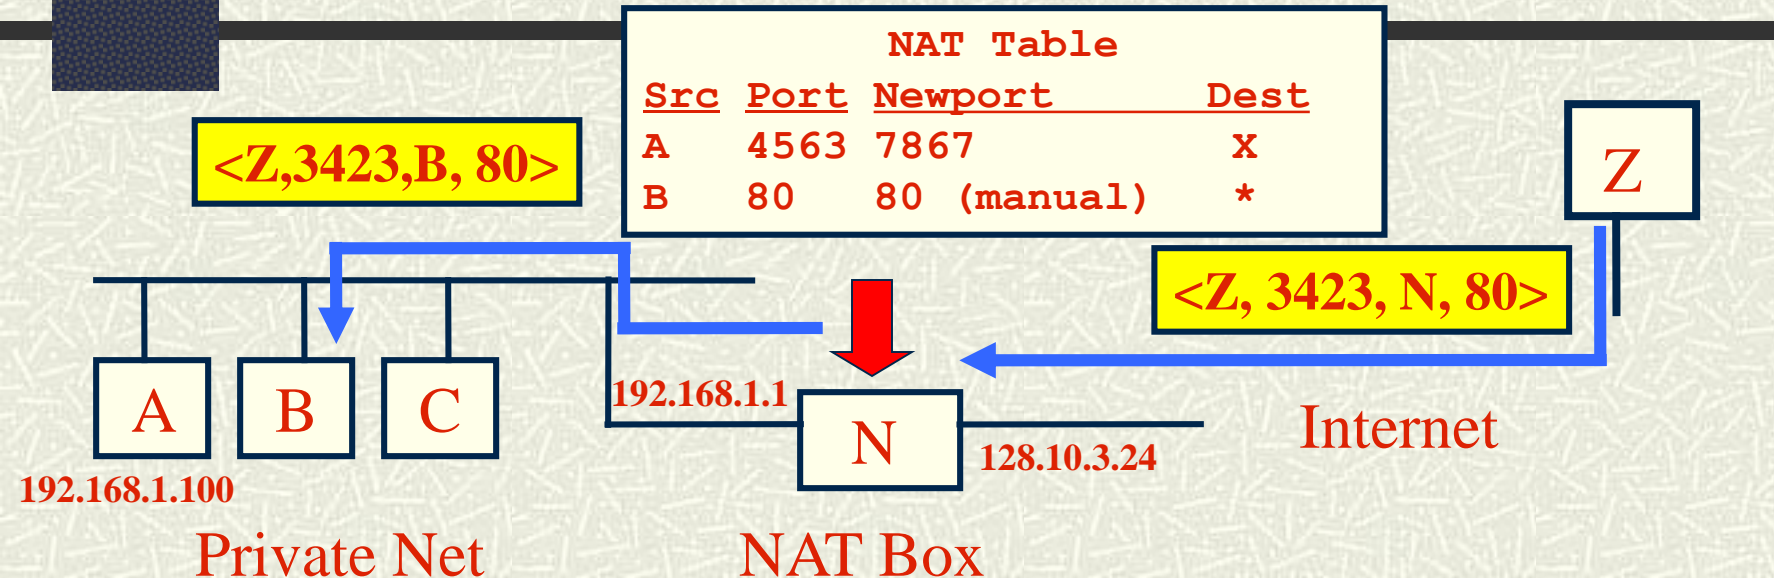 NAT Table
Src Port Newport Dest
A 4563 7867 X
B 80 80 (manual) *
<Z,3423,B, 80>
Z
<Z, 3423, N, 80>
A
B
C
192.168.1.1
N
128.10.3.24
Internet
192.168.1.100
Private Net
NAT Box